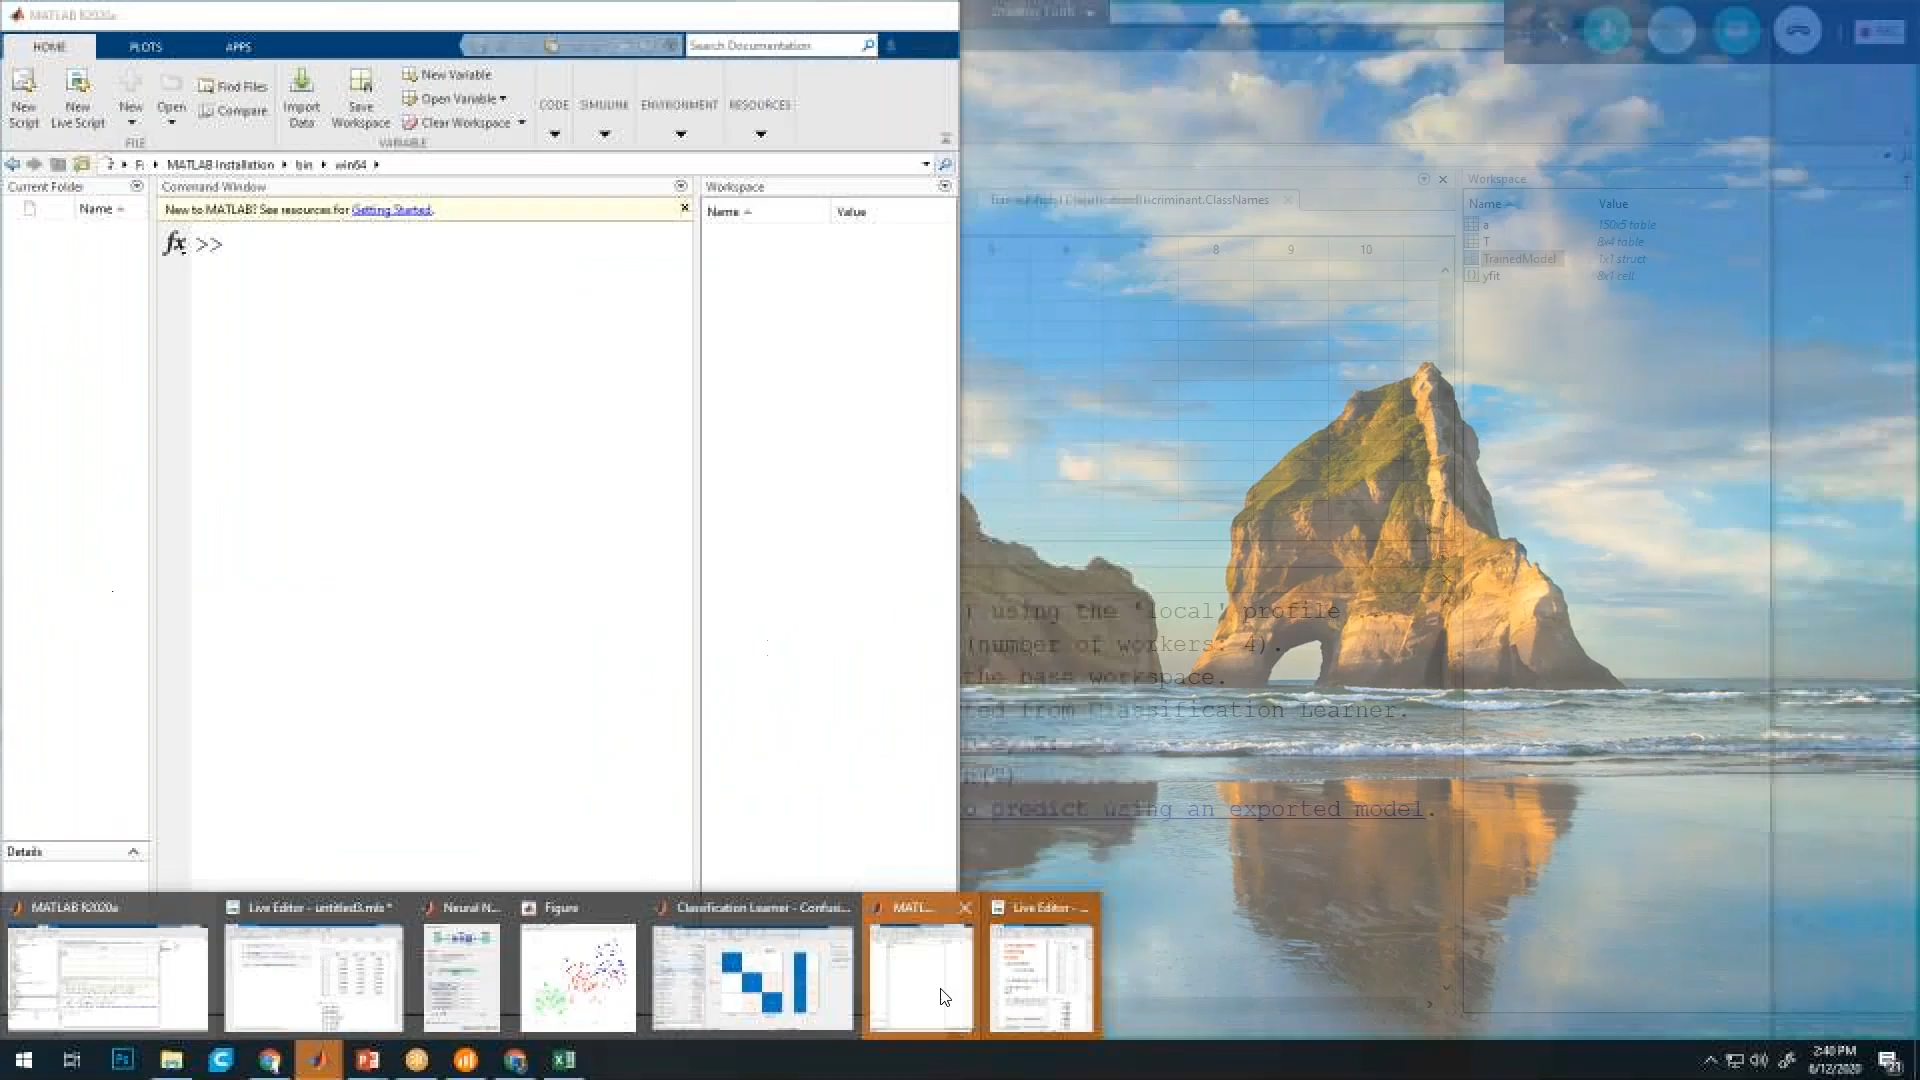 MATLAB R2020a
HOME PLOTS APPS
Search Documentation
New Script
New Live Script
New
Open
Find Files
Compare
Import Data
Save Workspace
New Variable
Open Variable
Clear Workspace
CODE SIMULINK ENVIRONMENT RESOURCES
FILE VARIABLE
F: MATLAB Installation bin win64
Current Folder
Name
Command Window
New to MATLAB? See resources for Getting Started.
fx >>
Workspace
Name Value
Details
criminant.ClassNames
8 9 10
Workspace
Name Value
a 150x5 table
T 8x4 table
TrainedModel 1x1 struct
yfit 8x1 cell
using the 'local' profile
(number of workers: 4).
the base workspace.
ted from Classification Learner.
o predict using an exported model.
MATLAB R2020a
Live Editor - untitled3.mlx *
Neural N...
Figure
Classification Learner - Confusi...
MATL...
Live Editor - ...
2:40 PM
6/12/2020
21